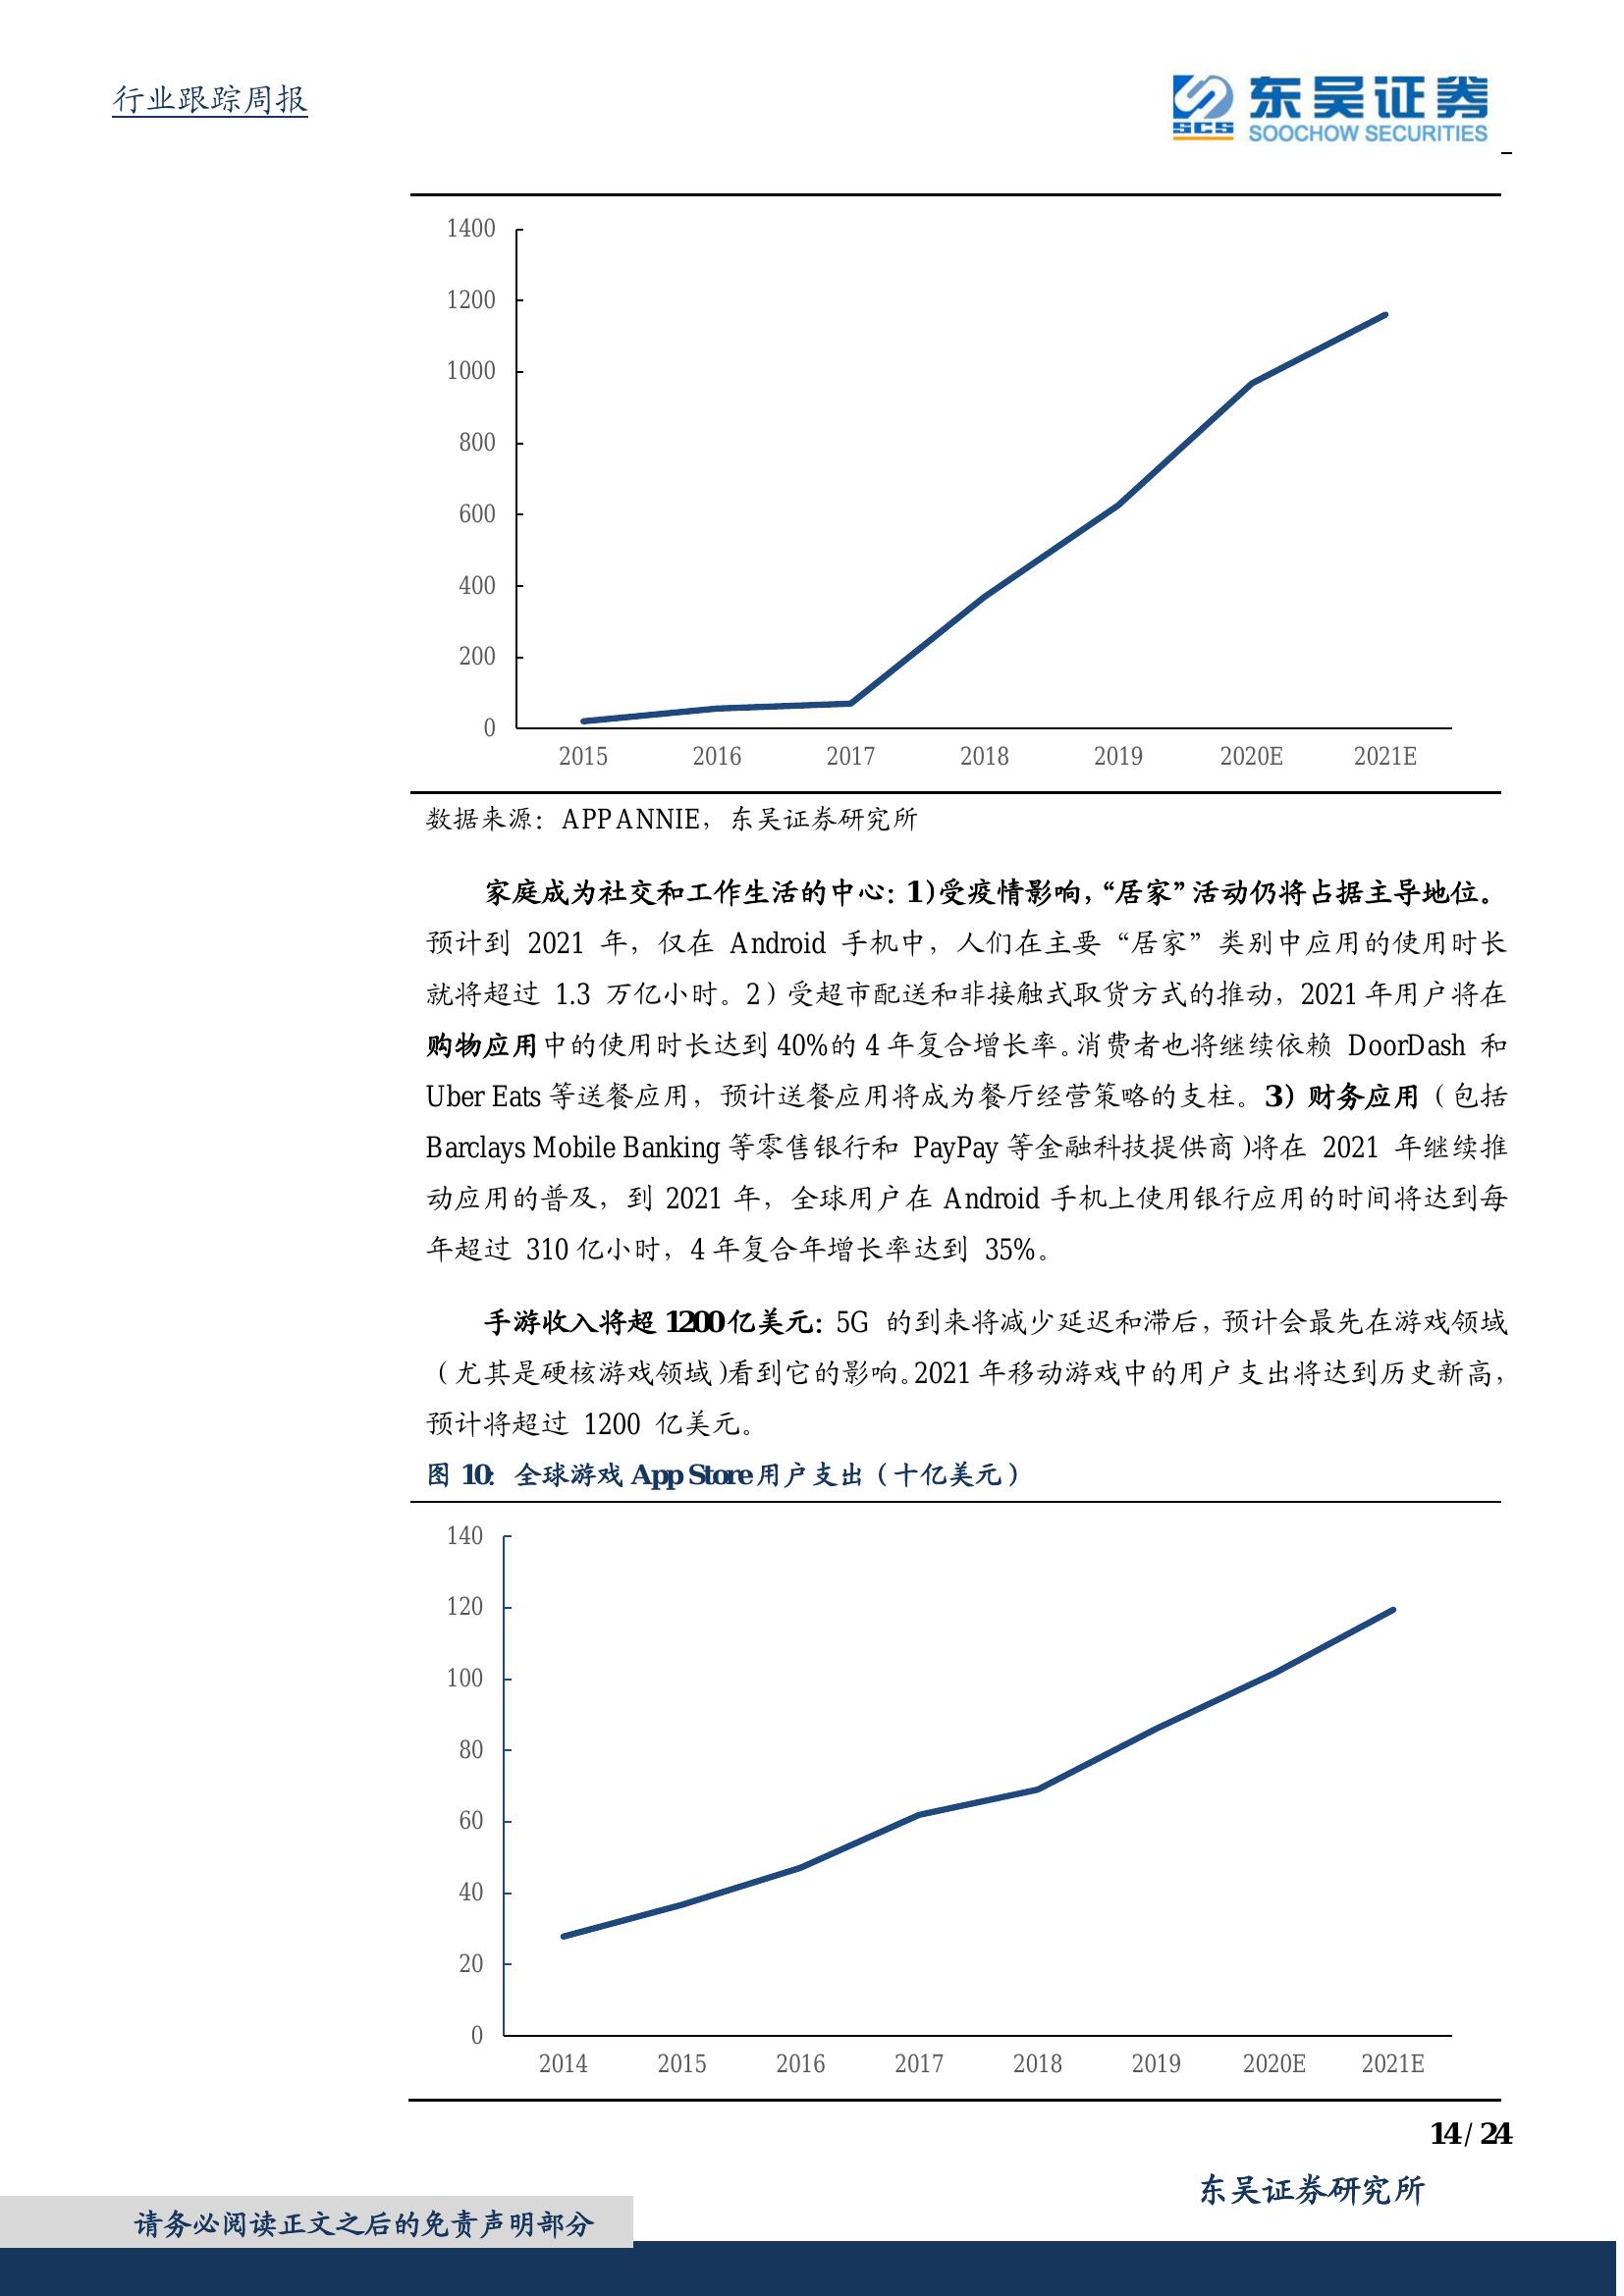 行业跟踪周报
SCS
东吴证券
SOOCHOW SECURITIES
1400
1200
1000
800
600
400
200
0
2015 2016 2017 2018 2019 2020E 2021E
数据来源：APP ANNIE，东吴证券研究所
家庭成为社交和工作生活的中心：1）受疫情影响，“居家”活动仍将占据主导地位。
预计到 2021 年，仅在 Android 手机中，人们在主要“居家”类别中应用的使用时长
就将超过 1.3 万亿小时。2）受超市配送和非接触式取货方式的推动，2021 年用户将在
购物应用中的使用时长达到 40%的 4 年复合增长率。消费者也将继续依赖 DoorDash 和
Uber Eats 等送餐应用，预计送餐应用将成为餐厅经营策略的支柱。3）财务应用（包括
Barclays Mobile Banking 等零售银行和 PayPay 等金融科技提供商)将在 2021 年继续推
动应用的普及，到 2021 年，全球用户在 Android 手机上使用银行应用的时间将达到每
年超过 310 亿小时，4 年复合年增长率达到 35%。
手游收入将超 1200 亿美元：5G 的到来将减少延迟和滞后，预计会最先在游戏领域
（尤其是硬核游戏领域)看到它的影响。2021 年移动游戏中的用户支出将达到历史新高，
预计将超过 1200 亿美元。
图 10：全球游戏 App Store 用户支出（十亿美元）
140
120
100
80
60
40
20
0
2014 2015 2016 2017 2018 2019 2020E 2021E
14 / 24
东吴证券研究所
请务必阅读正文之后的免责声明部分